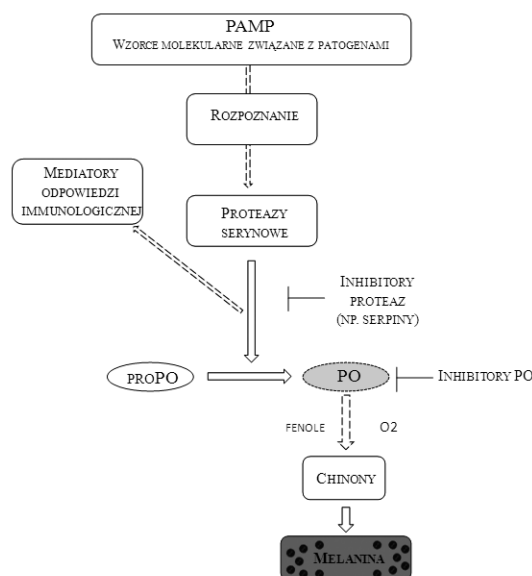 PAMP
WZORCE MOLEKULARNE ZWIĄZANE Z PATOGENAMI
ROZPOZNANIE
MEDIATORY
ODPOWIEDZI
IMMUNOLOGICZNEJ
PROTEAZY
SERYNOWE
INHIBITORY
PROTEAZ
(NP. SERPINY)
PROPO
PO
INHIBITORY PO
FENOLE
O2
CHINONY
MELANINA